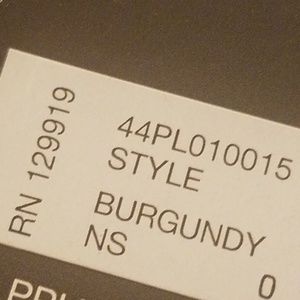 RN 129919
44PL010015
STYLE
BURGUNDY
NS 0